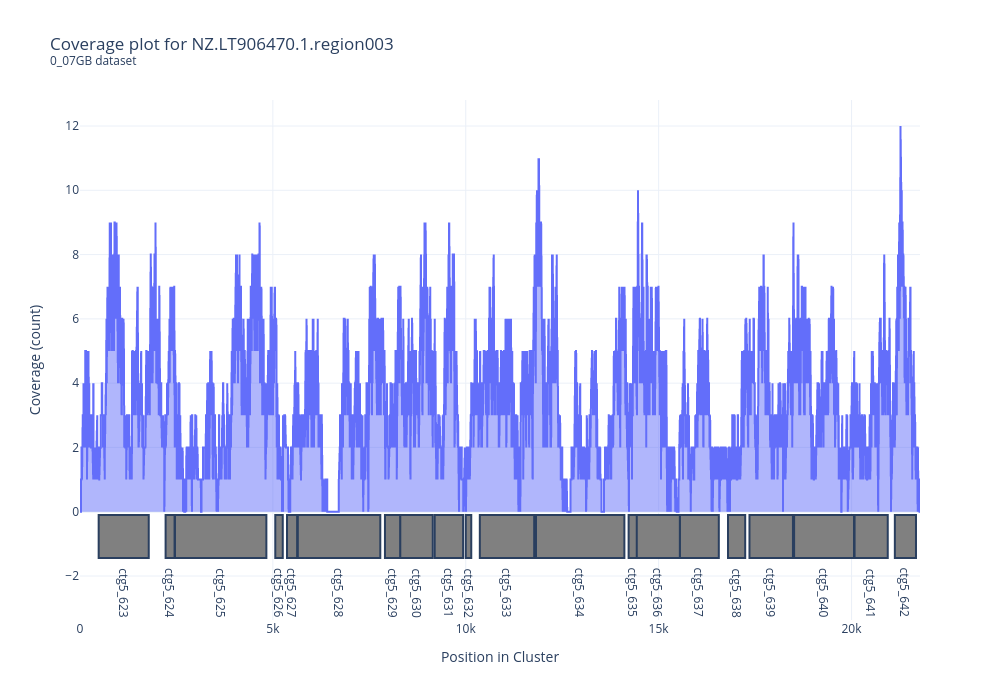 Coverage plot for NZ.LT906470.1.region003
0_07GB dataset
Coverage (count)
12
10
8
6
4
2
0
−2
ctg5_623
ctg5_624
ctg5_625
ctg5_626
ctg5_627
ctg5_628
ctg5_629
ctg5_630
ctg5_631
ctg5_632
ctg5_633
ctg5_634
ctg5_635
ctg5_636
ctg5_637
ctg5_638
ctg5_639
ctg5_640
ctg5_641
ctg5_642
0
5k
10k
15k
20k
Position in Cluster